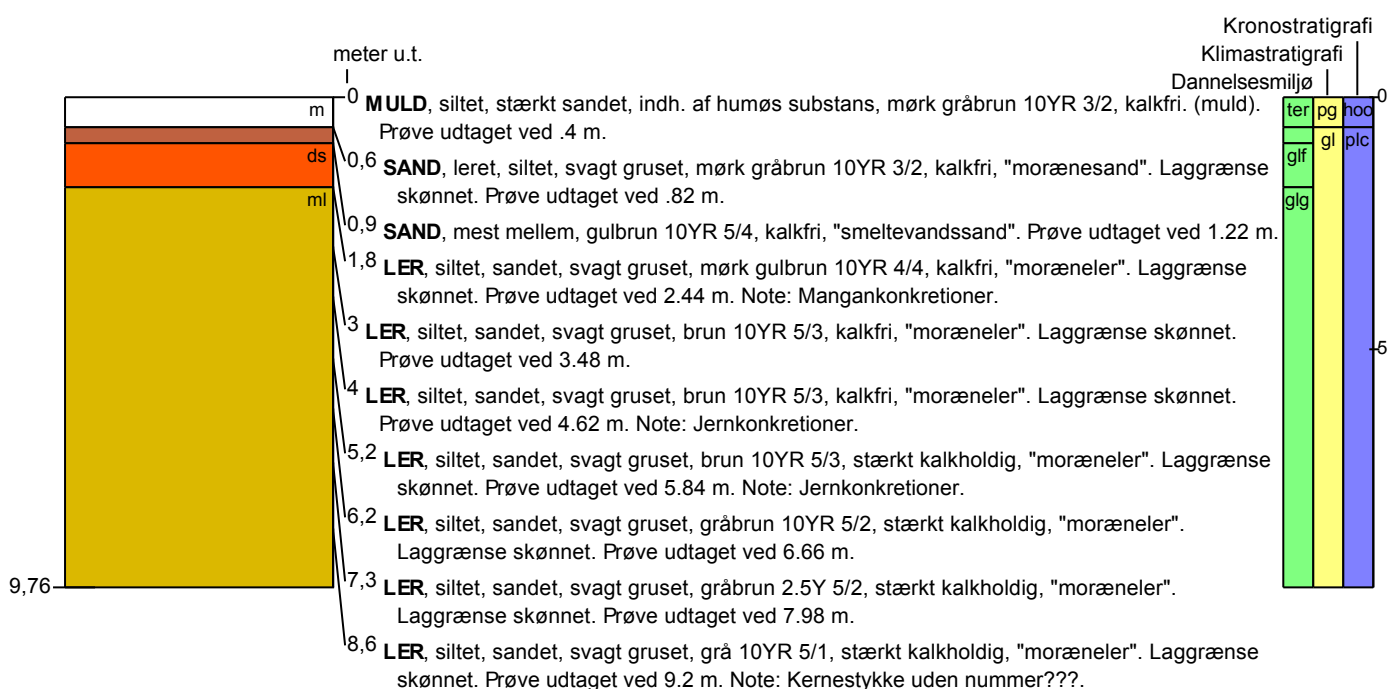 Kronostratigrafi
meter u.t.
Klimastratigrafi
Dannelsesmiljø
m
ds
ml
9,76
0 MULD, siltet, stærkt sandet, indh. af humøs substans, mørk gråbrun 10YR 3/2, kalkfri. (muld).
Prøve udtaget ved .4 m.
0,6 SAND, leret, siltet, svagt gruset, mørk gråbrun 10YR 3/2, kalkfri, "morænesand". Laggrænse
skønnet. Prøve udtaget ved .82 m.
0,9 SAND, mest mellem, gulbrun 10YR 5/4, kalkfri, "smeltevandssand". Prøve udtaget ved 1.22 m.
1,8 LER, siltet, sandet, svagt gruset, mørk gulbrun 10YR 4/4, kalkfri, "moræneler". Laggrænse
skønnet. Prøve udtaget ved 2.44 m. Note: Mangankonkretioner.
3 LER, siltet, sandet, svagt gruset, brun 10YR 5/3, kalkfri, "moræneler". Laggrænse skønnet.
Prøve udtaget ved 3.48 m.
4 LER, siltet, sandet, svagt gruset, brun 10YR 5/3, kalkfri, "moræneler". Laggrænse skønnet.
Prøve udtaget ved 4.62 m. Note: Jernkonkretioner.
5,2 LER, siltet, sandet, svagt gruset, brun 10YR 5/3, stærkt kalkholdig, "moræneler". Laggrænse
skønnet. Prøve udtaget ved 5.84 m. Note: Jernkonkretioner.
6,2 LER, siltet, sandet, svagt gruset, gråbrun 10YR 5/2, stærkt kalkholdig, "moræneler".
Laggrænse skønnet. Prøve udtaget ved 6.66 m.
7,3 LER, siltet, sandet, svagt gruset, gråbrun 2.5Y 5/2, stærkt kalkholdig, "moræneler".
Laggrænse skønnet. Prøve udtaget ved 7.98 m.
8,6 LER, siltet, sandet, svagt gruset, grå 10YR 5/1, stærkt kalkholdig, "moræneler". Laggrænse
skønnet. Prøve udtaget ved 9.2 m. Note: Kernestykke uden nummer???.
ter pg hoo 0
gl plc
glf
glg
5